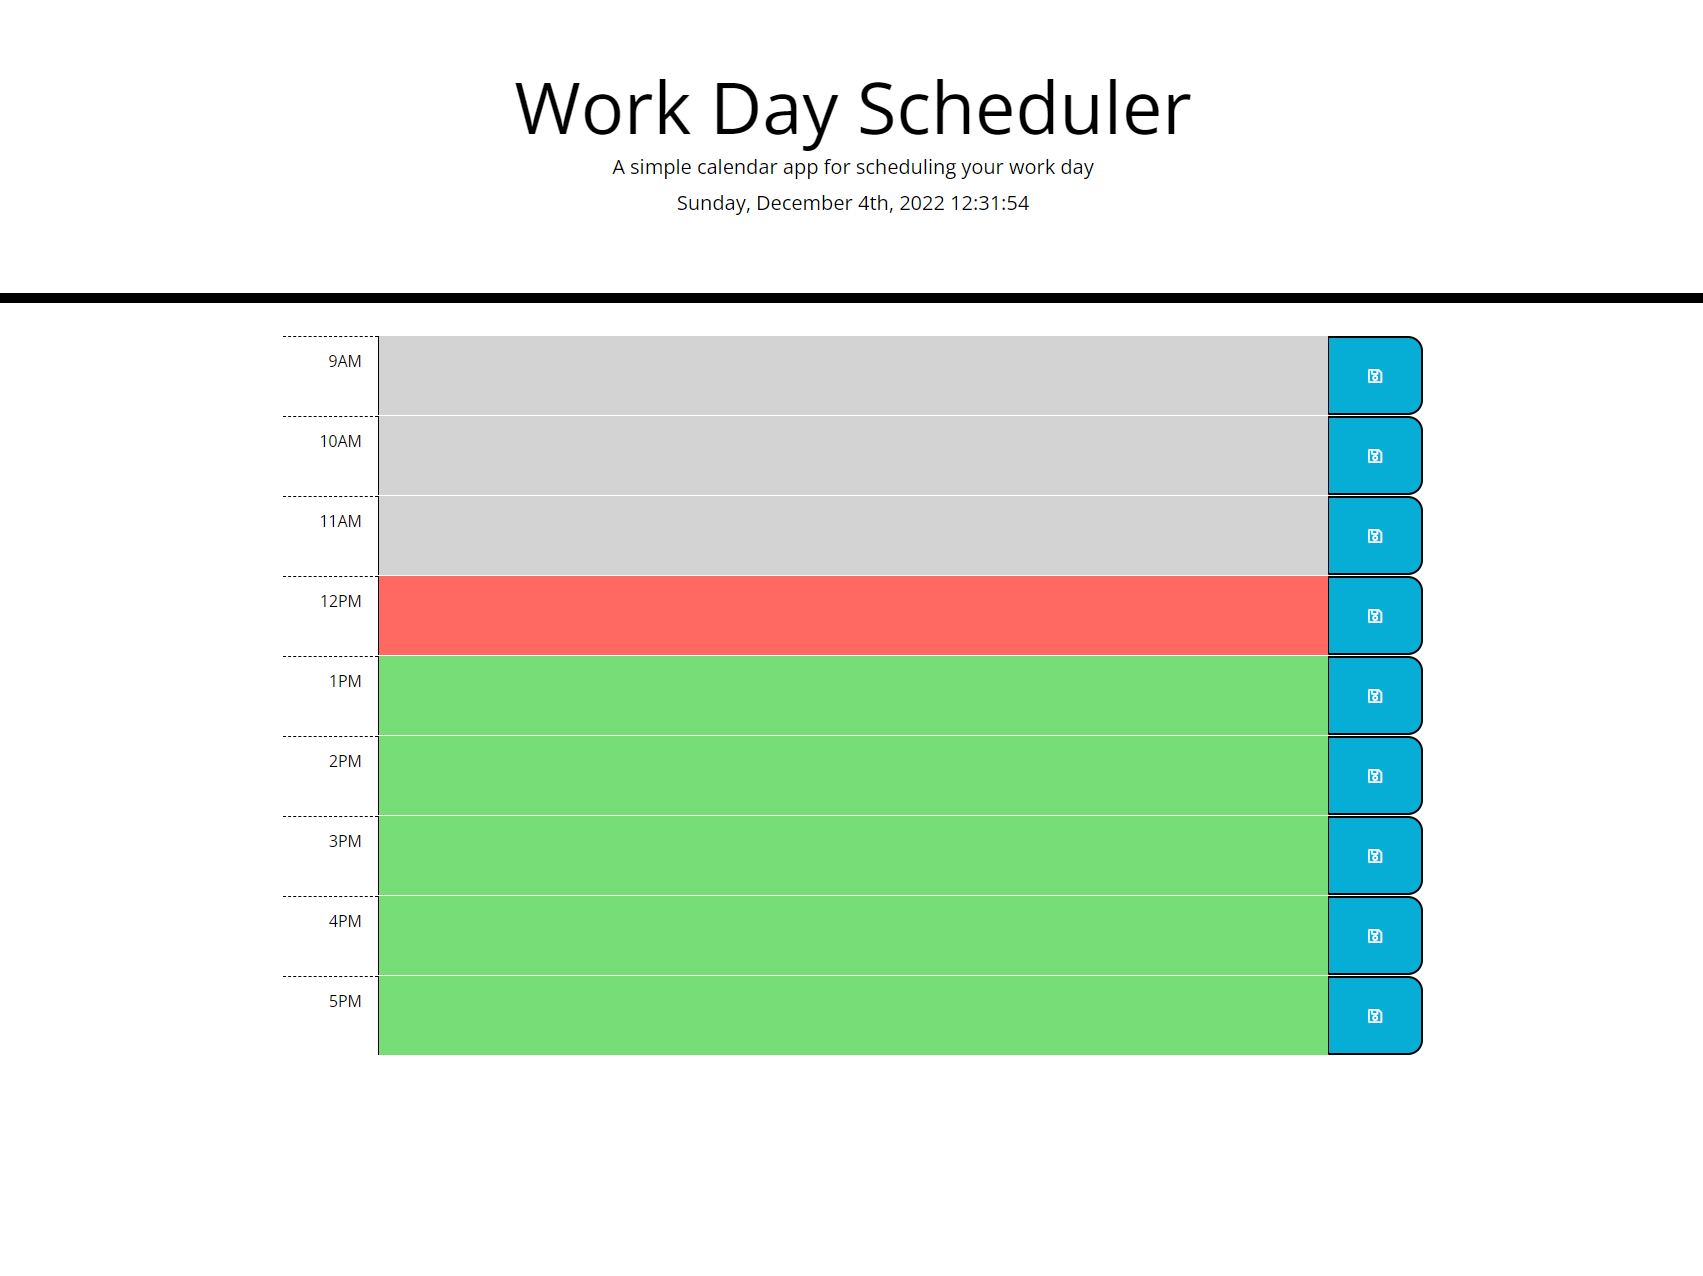 Work Day Scheduler
A simple calendar app for scheduling your work day
Sunday, December 4th, 2022 12:31:54
9AM
10AM
11AM
12PM
1PM
2PM
3PM
4PM
5PM